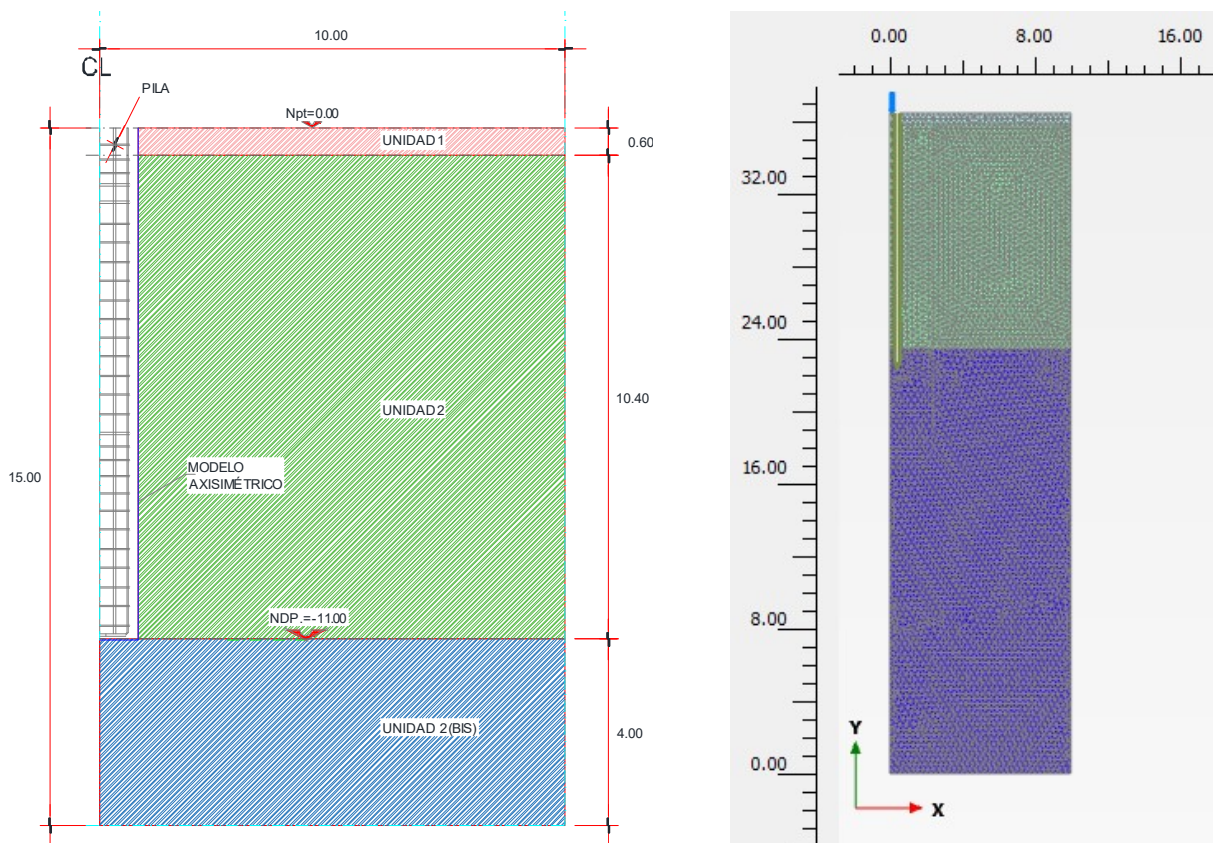 10.00
CL
PILA
Npt=0.00
UNIDAD 1
0.60
UNIDAD 2
10.40
15.00
MODELO
AXISIMÉTRICO
NDP.=-11.00
UNIDAD 2(BIS)
4.00
0.00 8.00 16.00
32.00
24.00
16.00
8.00
0.00
Y
X